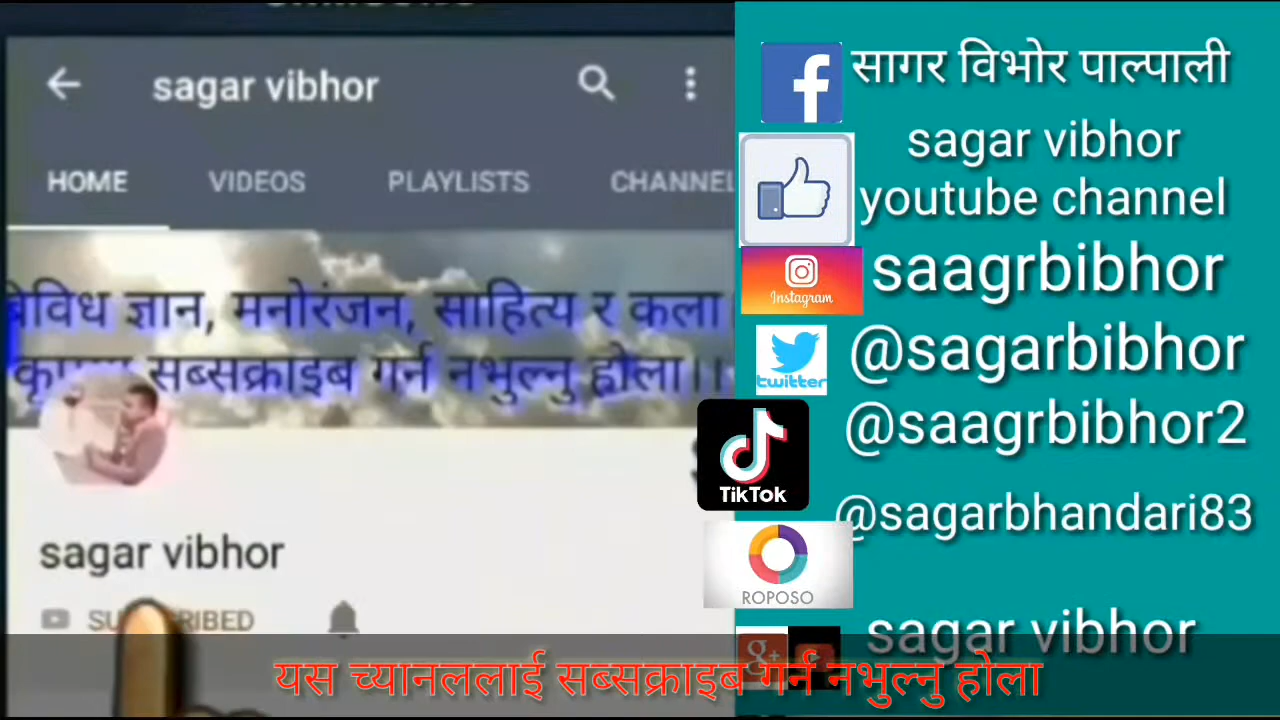 sagar vibhor
HOME VIDEOS PLAYLISTS CHANNEL
विविध ज्ञान, मनोरंजन, साहित्य र कला
सब्सक्राइब गर्न नभुल्नु होला।।
sagar vibhor
सागर विभोर पाल्पाली
sagar vibhor
youtube channel
Instagram
saagrbibhor
twitter
@sagarbibhor
@saagrbibhor2
TikTok
@sagarbhandari83
ROPOSO
sagar vibhor
यस च्यानललाई सब्सक्राइब गर्न नभुल्नु होला